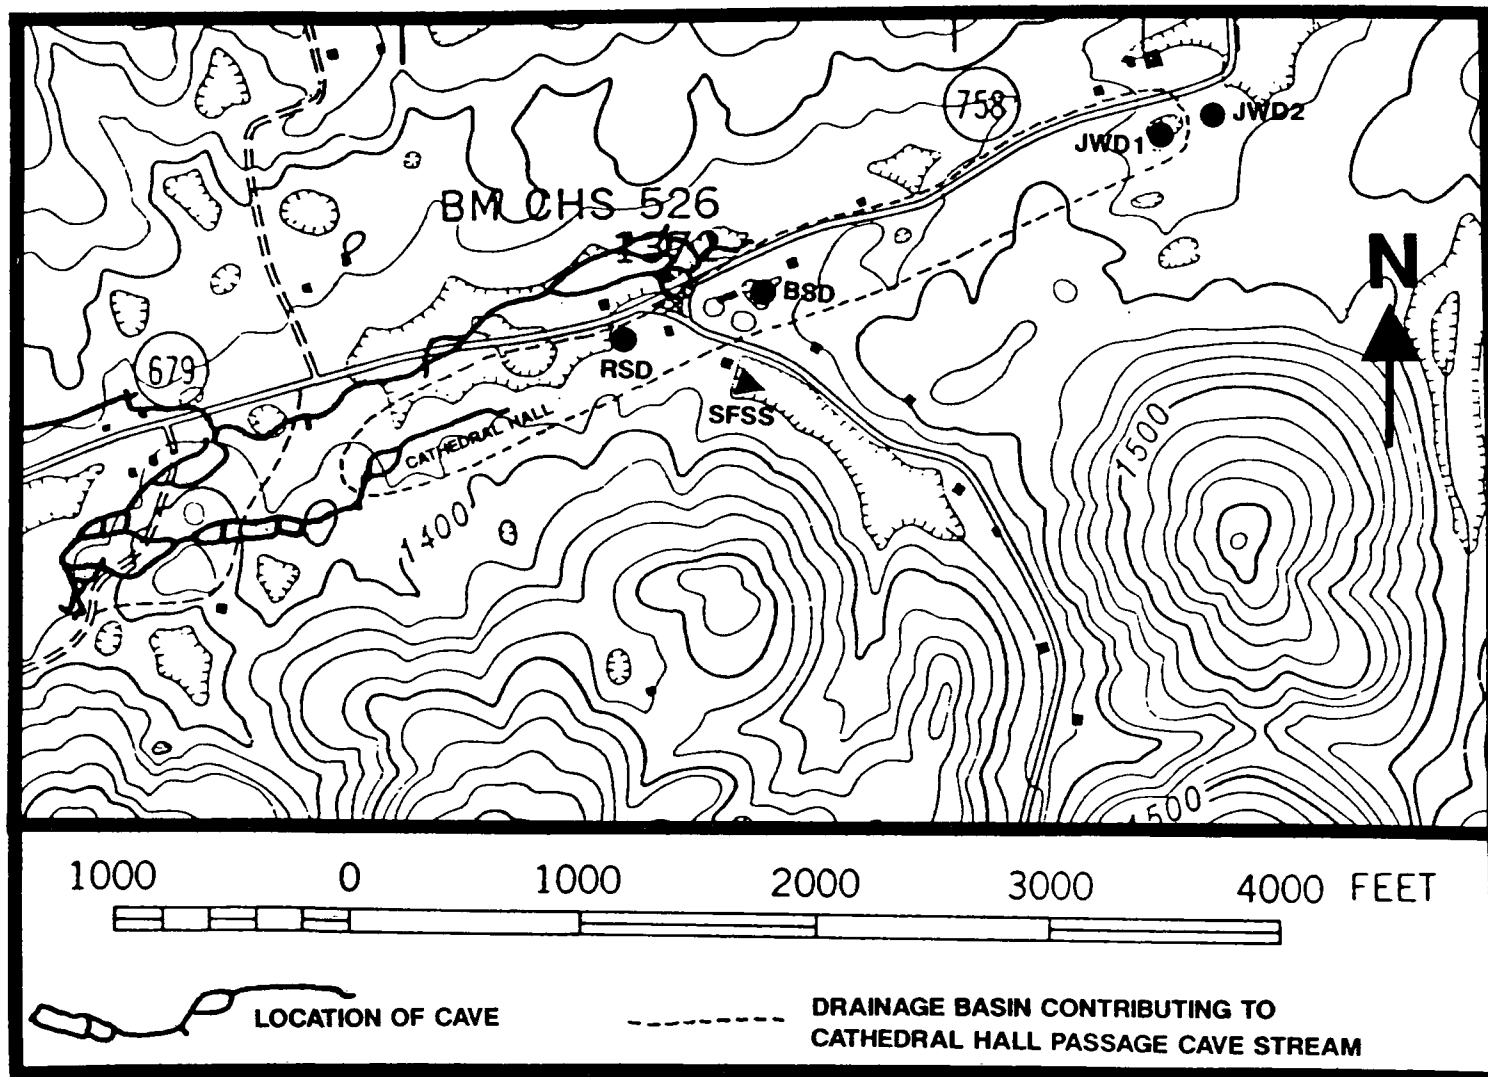 758
JWD2
JWD1
BM CHS 526
N
BSD
679
RSD
SFSS
CATHEDRAL HALL
1500
1400
1500
1000 0 1000 2000 3000 4000 FEET
LOCATION OF CAVE
DRAINAGE BASIN CONTRIBUTING TO
CATHEDRAL HALL PASSAGE CAVE STREAM